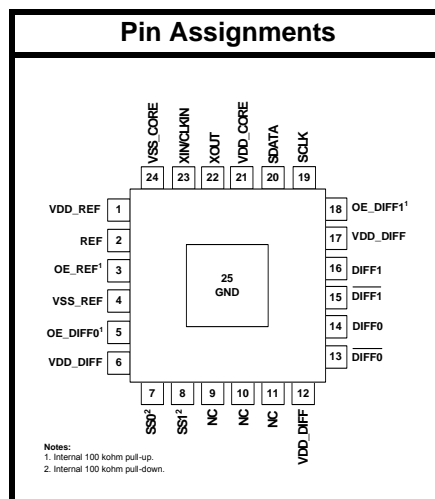 Pin Assignments
VSS_CORE
XIN/CLKIN
XOUT
VDD_CORE
SDATA
SCLK
24 23 22 21 20 19
VDD_REF 1
REF 2
OE_REF¹ 3
VSS_REF 4
OE_DIFF0¹ 5
VDD_DIFF 6
25
GND
18 OE_DIFF1¹
17 VDD_DIFF
16 DIFF1
15 DIFF1
14 DIFF0
13 DIFF0
7 8 9 10 11 12
SS0²
SS1²
NC
NC
NC
VDD_DIFF
Notes:
1. Internal 100 kohm pull-up.
2. Internal 100 kohm pull-down.